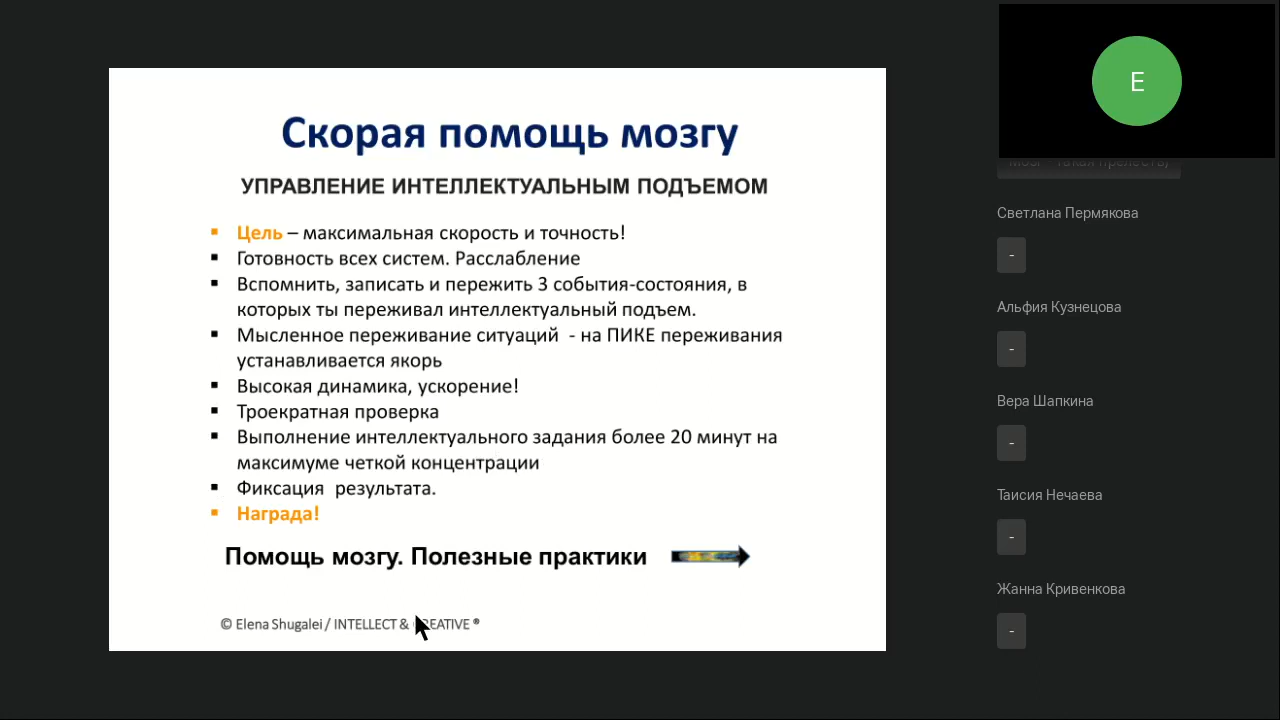 Скорая помощь мозгу
УПРАВЛЕНИЕ ИНТЕЛЛЕКТУАЛЬНЫМ ПОДЪЕМОМ
▪ Цель – максимальная скорость и точность!
▪ Готовность всех систем. Расслабление
▪ Вспомнить, записать и пережить 3 события-состояния, в
которых ты переживал интеллектуальный подъем.
▪ Мысленное переживание ситуаций - на ПИКЕ переживания
устанавливается якорь
▪ Высокая динамика, ускорение!
▪ Троекратная проверка
▪ Выполнение интеллектуального задания более 20 минут на
максимуме четкой концентрации
▪ Фиксация результата.
▪ Награда!
Помощь мозгу. Полезные практики
© Elena Shugalei / INTELLECT & CREATIVE ®
E
Светлана Пермякова
-
Альфия Кузнецова
-
Вера Шапкина
-
Таисия Нечаева
-
Жанна Кривенкова
-